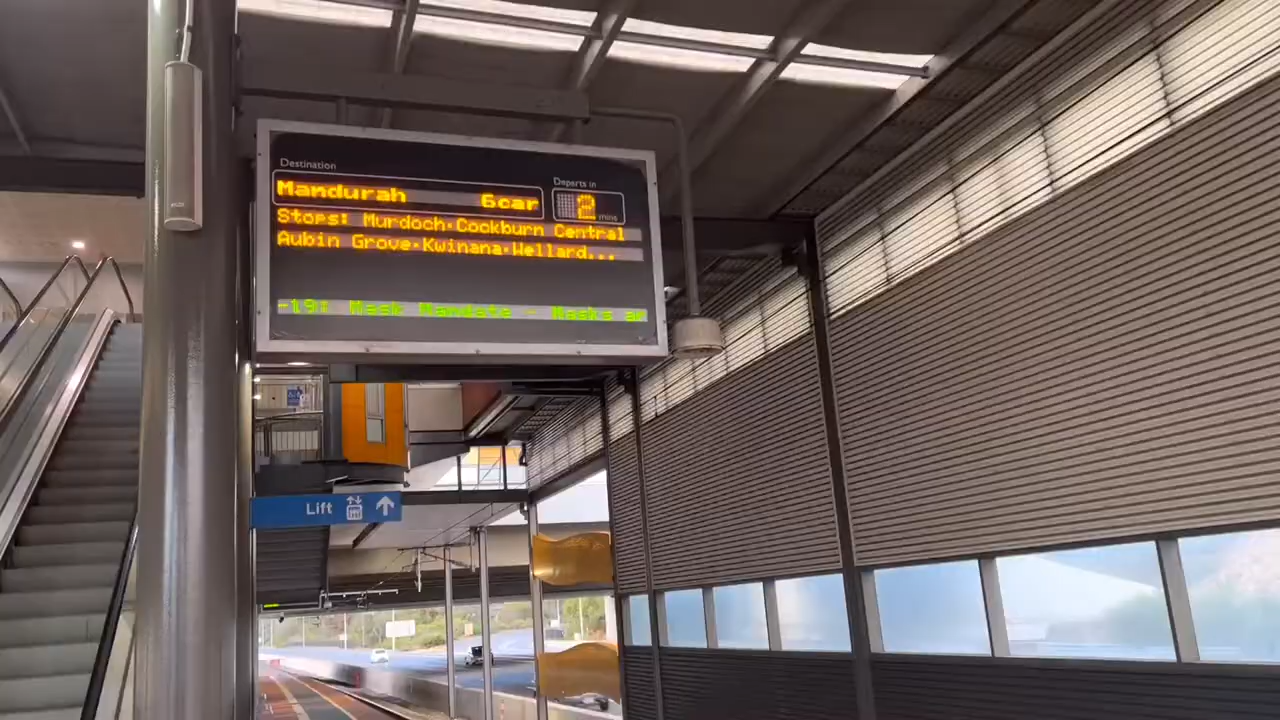 Destination
Departs in
Mandurah 6car
2 mins
Stops: Murdoch·Cockburn Central
Aubin Grove·Kwinana·Wellard...
-19: Mask Mandate - Masks ar
Lift